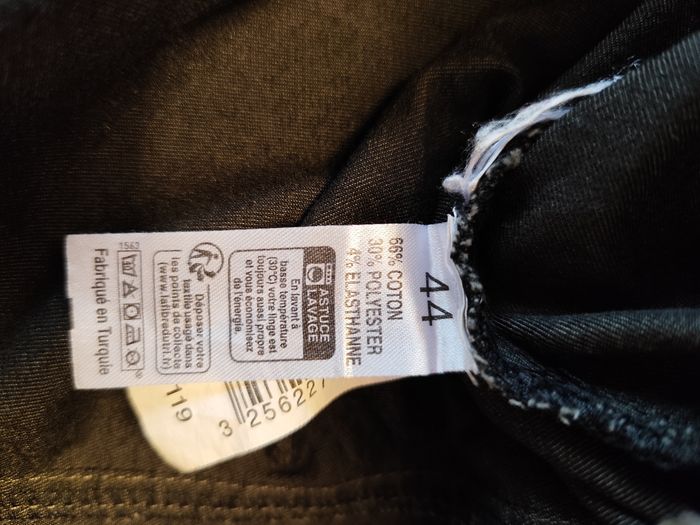 44
66% COTON
30% POLYESTER
4% ELASTHANNE
ASTUCE
LAVAGE
En lavant à
basse température
(30°C) votre linge est
toujours aussi propre
et vous économisez
de l'énergie.
Déposer votre
textile usagé dans
les points de collecte
(www.lafibredutri.fr)
1563
Fabriqué en Turquie
119
3 256227